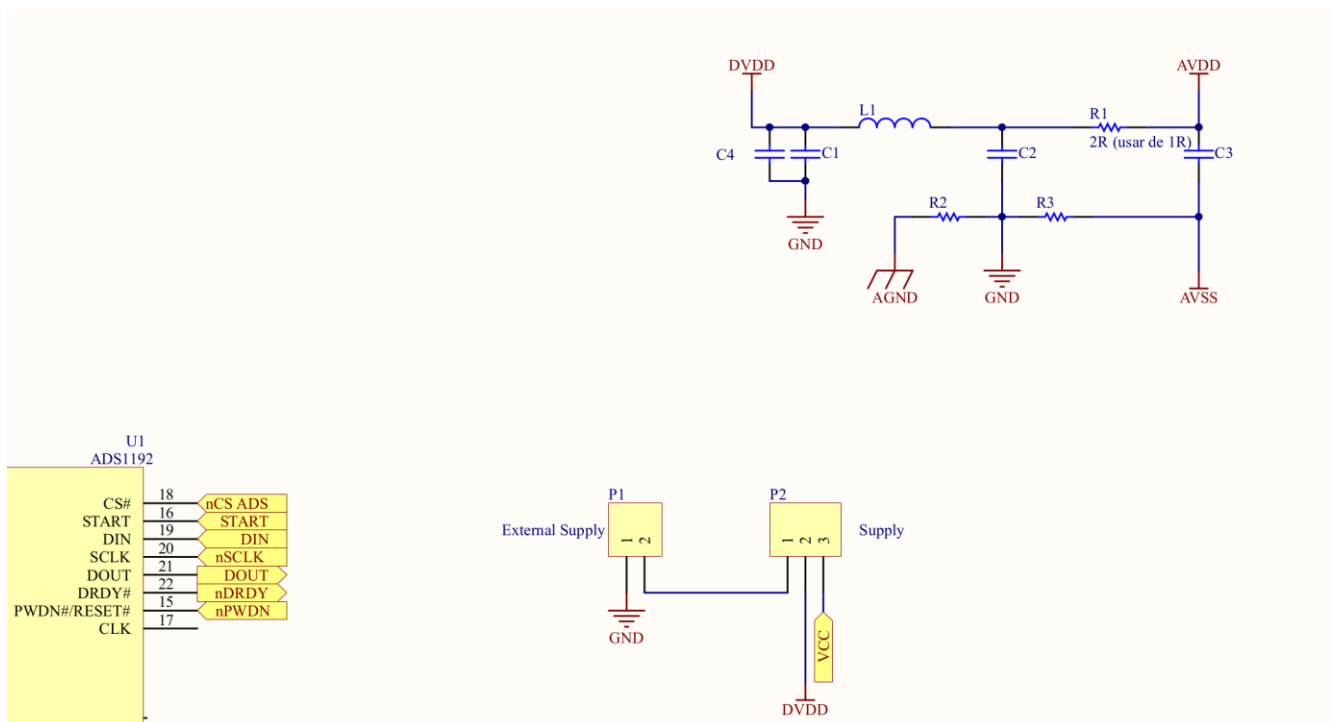 DVDD
AVDD
L1
R1
2R (usar de 1R)
C4
C1
C2
C3
R2
R3
GND
AGND
GND
AVSS
U1
ADS1192
CS# 18 nCS ADS
START 16 START
DIN 19 DIN
SCLK 20 nSCLK
DOUT 21 DOUT
DRDY# 22 nDRDY
PWDN#/RESET# 15 nPWDN
CLK 17
P1
External Supply
1 2
GND
P2
Supply
1 2 3
VCC
DVDD